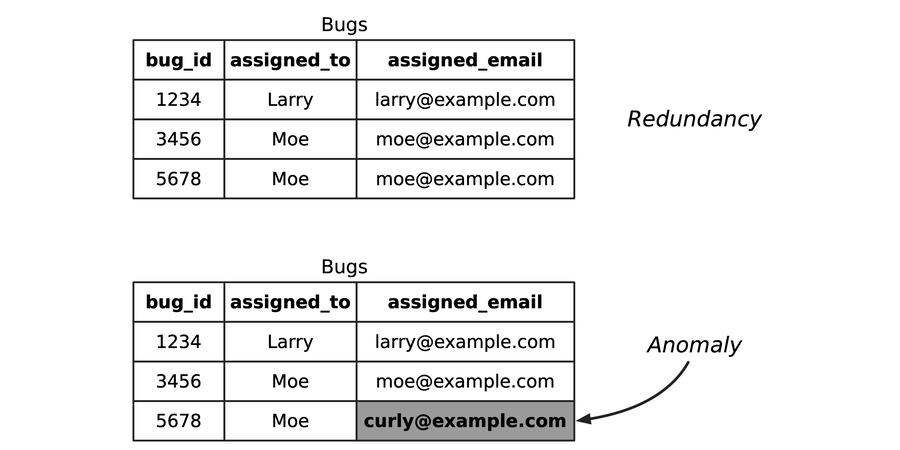 Bugs
bug_id assigned_to assigned_email
1234 Larry larry@example.com
Redundancy
3456 Moe moe@example.com
5678 Moe moe@example.com
Bugs
bug_id assigned_to assigned_email
1234 Larry larry@example.com
Anomaly
3456 Moe moe@example.com
5678 Moe curly@example.com